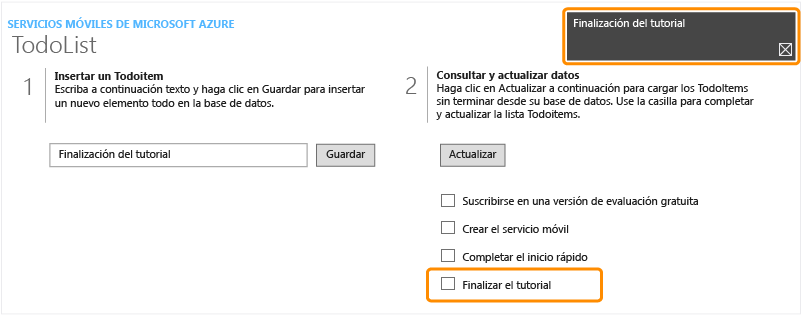 SERVICIOS MÓVILES DE MICROSOFT AZURE
TodoList
Finalización del tutorial
1
Insertar un Todoitem
Escriba a continuación texto y haga clic en Guardar para insertar
un nuevo elemento todo en la base de datos.
Finalización del tutorial
Guardar
2
Consultar y actualizar datos
Haga clic en Actualizar a continuación para cargar los TodoItems
sin terminar desde su base de datos. Use la casilla para completar
y actualizar la lista Todoitems.
Actualizar
Suscribirse en una versión de evaluación gratuita
Crear el servicio móvil
Completar el inicio rápido
Finalizar el tutorial